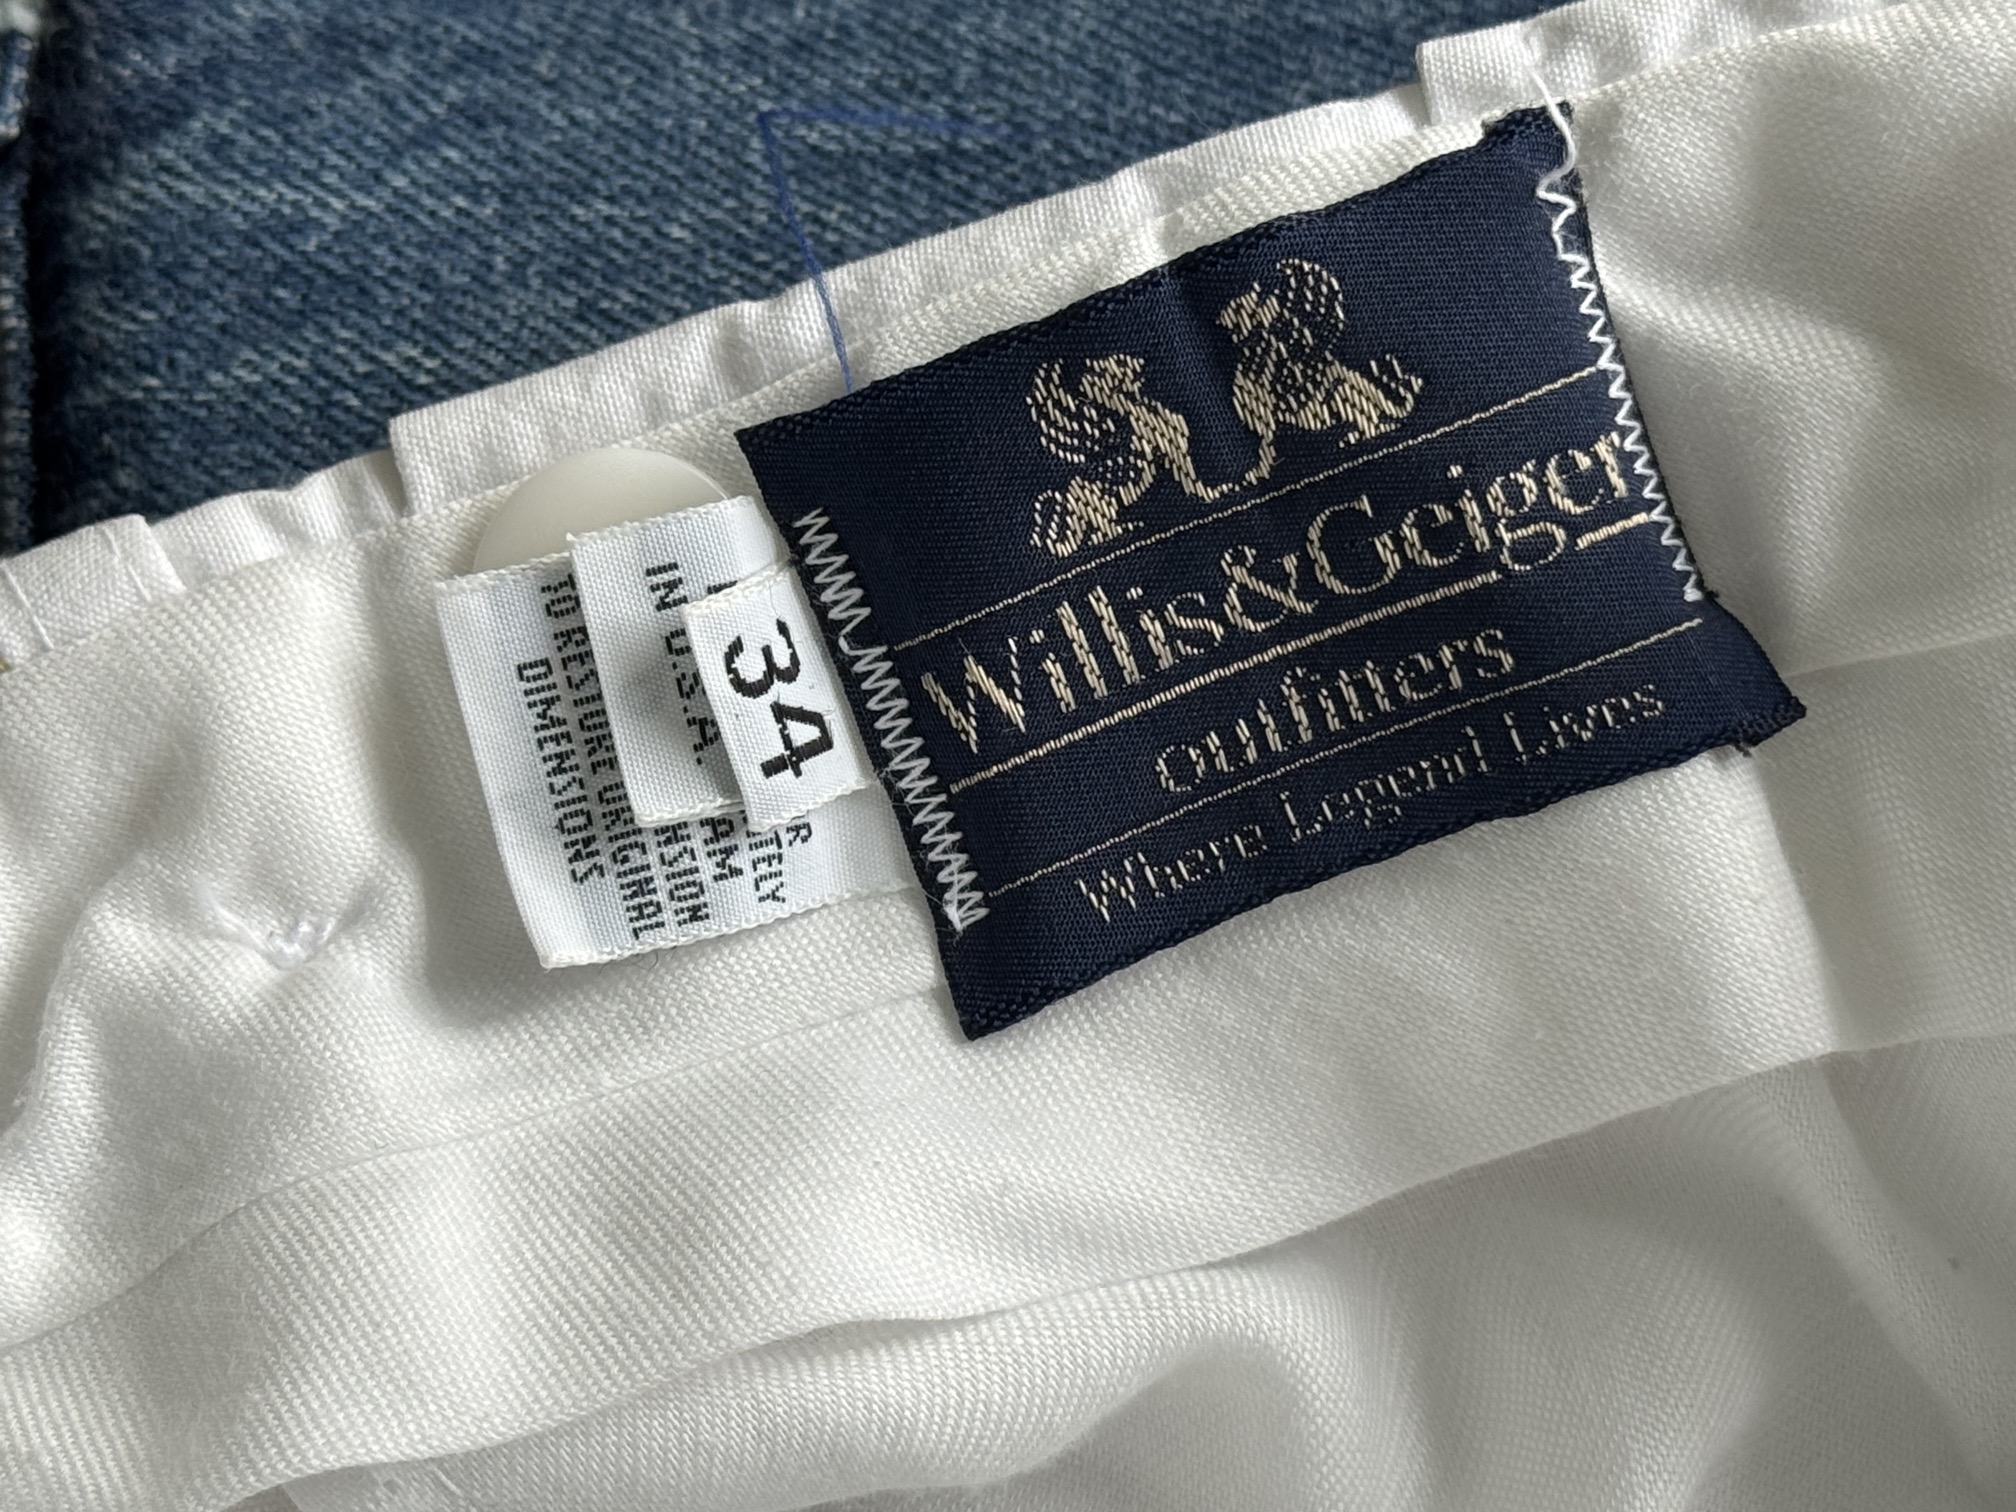 Willis&Geiger
outfitters
Where Legend Lives
34
IN U.S.A.
TO RESTORE ORIGINAL
DIMENSIONS